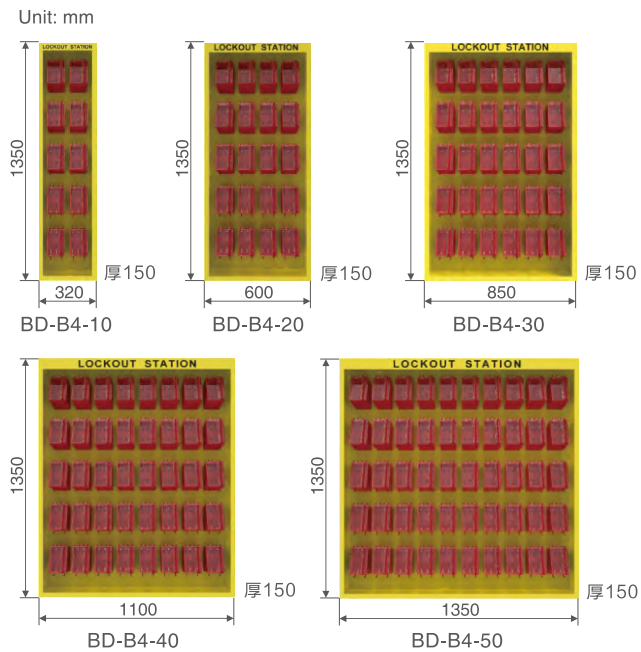 Unit: mm
LOCKOUT STATION
1350
厚150
320
BD-B4-10
LOCKOUT STATION
1350
厚150
600
BD-B4-20
LOCKOUT STATION
1350
厚150
850
BD-B4-30
LOCKOUT STATION
1350
厚150
1100
BD-B4-40
LOCKOUT STATION
1350
厚150
1350
BD-B4-50